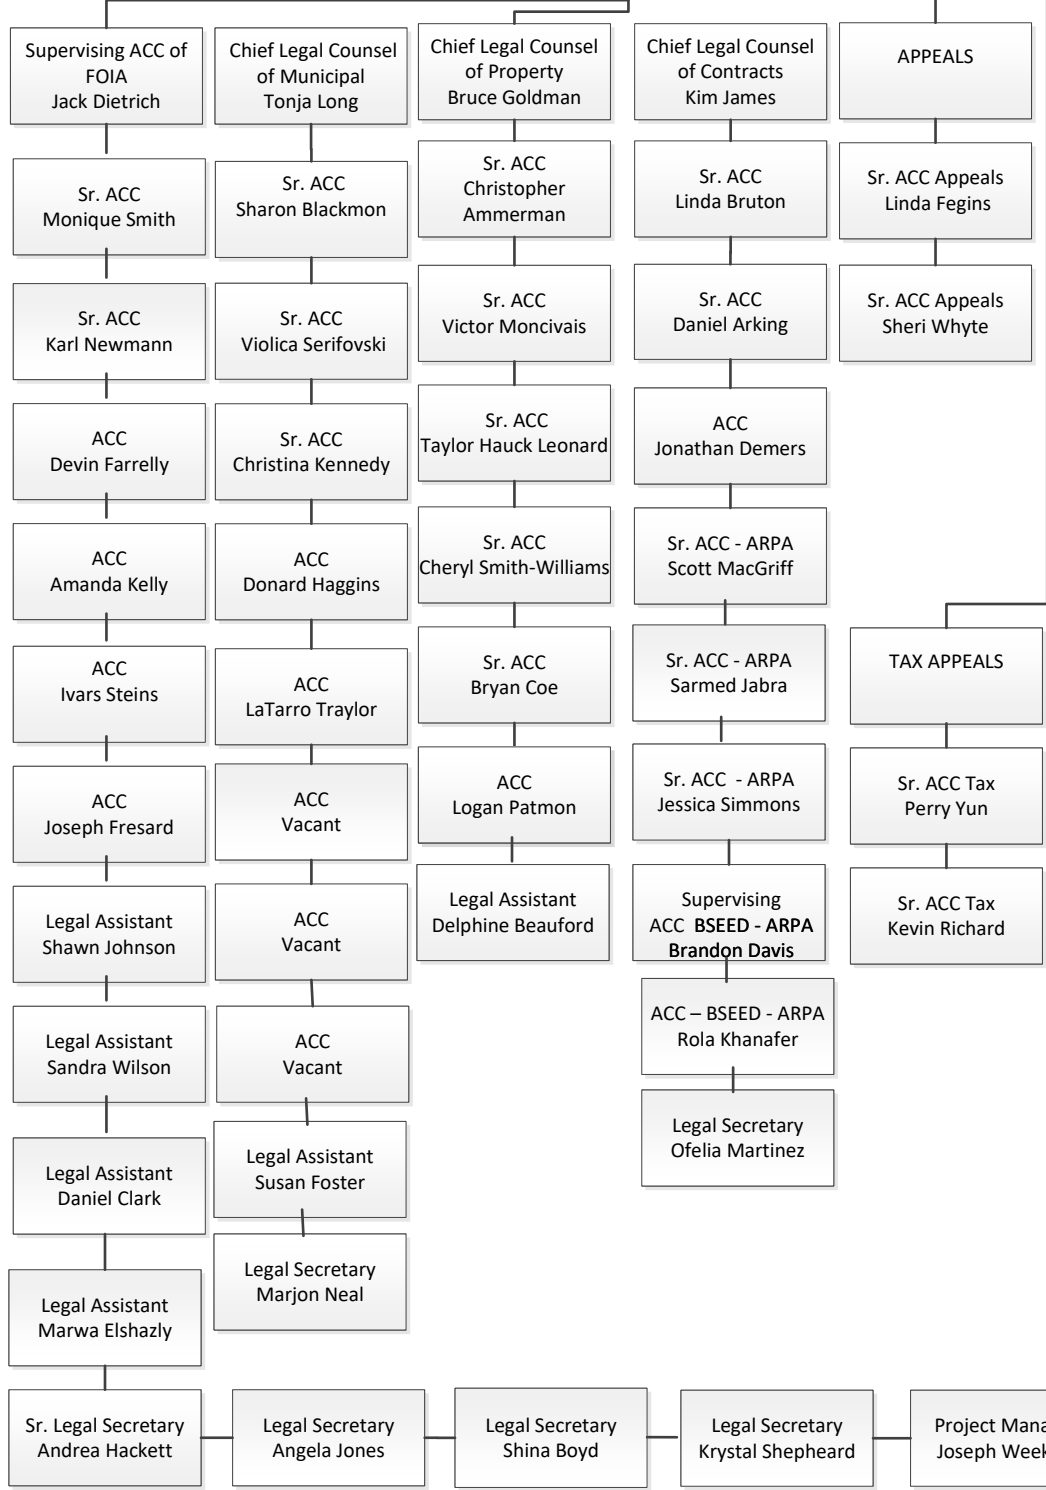 Supervising ACC of
FOIA
Jack Dietrich
Sr. ACC
Monique Smith
Sr. ACC
Karl Newmann
ACC
Devin Farrelly
ACC
Amanda Kelly
ACC
Ivars Steins
ACC
Joseph Fresard
Legal Assistant
Shawn Johnson
Legal Assistant
Sandra Wilson
Legal Assistant
Daniel Clark
Legal Assistant
Marwa Elshazly
Sr. Legal Secretary
Andrea Hackett
Chief Legal Counsel
of Municipal
Tonja Long
Sr. ACC
Sharon Blackmon
Sr. ACC
Violica Serifovski
Sr. ACC
Christina Kennedy
ACC
Donard Haggins
ACC
LaTarro Traylor
ACC
Vacant
ACC
Vacant
ACC
Vacant
Legal Assistant
Susan Foster
Legal Secretary
Marjon Neal
Legal Secretary
Angela Jones
Chief Legal Counsel
of Property
Bruce Goldman
Sr. ACC
Christopher
Ammerman
Sr. ACC
Victor Moncivais
Sr. ACC
Taylor Hauck Leonard
Sr. ACC
Cheryl Smith-Williams
Sr. ACC
Bryan Coe
ACC
Logan Patmon
Legal Assistant
Delphine Beauford
Legal Secretary
Shina Boyd
Chief Legal Counsel
of Contracts
Kim James
Sr. ACC
Linda Bruton
Sr. ACC
Daniel Arking
ACC
Jonathan Demers
Sr. ACC - ARPA
Scott MacGriff
Sr. ACC - ARPA
Sarmed Jabra
Sr. ACC - ARPA
Jessica Simmons
Supervising
ACC BSEED - ARPA
Brandon Davis
ACC – BSEED - ARPA
Rola Khanafer
Legal Secretary
Ofelia Martinez
Legal Secretary
Krystal Shepheard
APPEALS
Sr. ACC Appeals
Linda Fegins
Sr. ACC Appeals
Sheri Whyte
TAX APPEALS
Sr. ACC Tax
Perry Yun
Sr. ACC Tax
Kevin Richard
Project Mana
Joseph Week